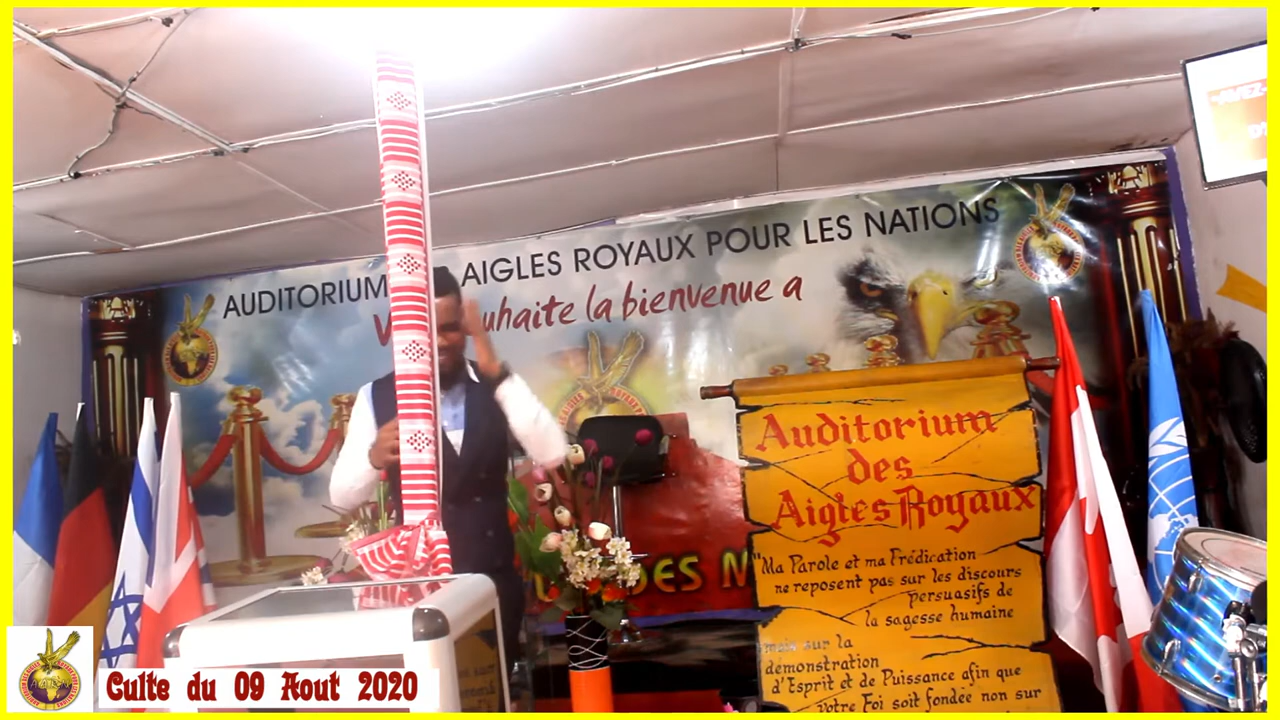 AUDITORIUM AIGLES ROYAUX POUR LES NATIONS
uhaite la bienvenue a
Auditorium
des
Aigles Royaux
"Ma Parole et ma Prédication
ne reposent pas sur les discours
persuasifs de
la sagesse humaine
mais sur la
démonstration
d'Esprit et de Puissance afin que
votre Foi soit fondée non sur
DES
Culte du 09 Aout 2020